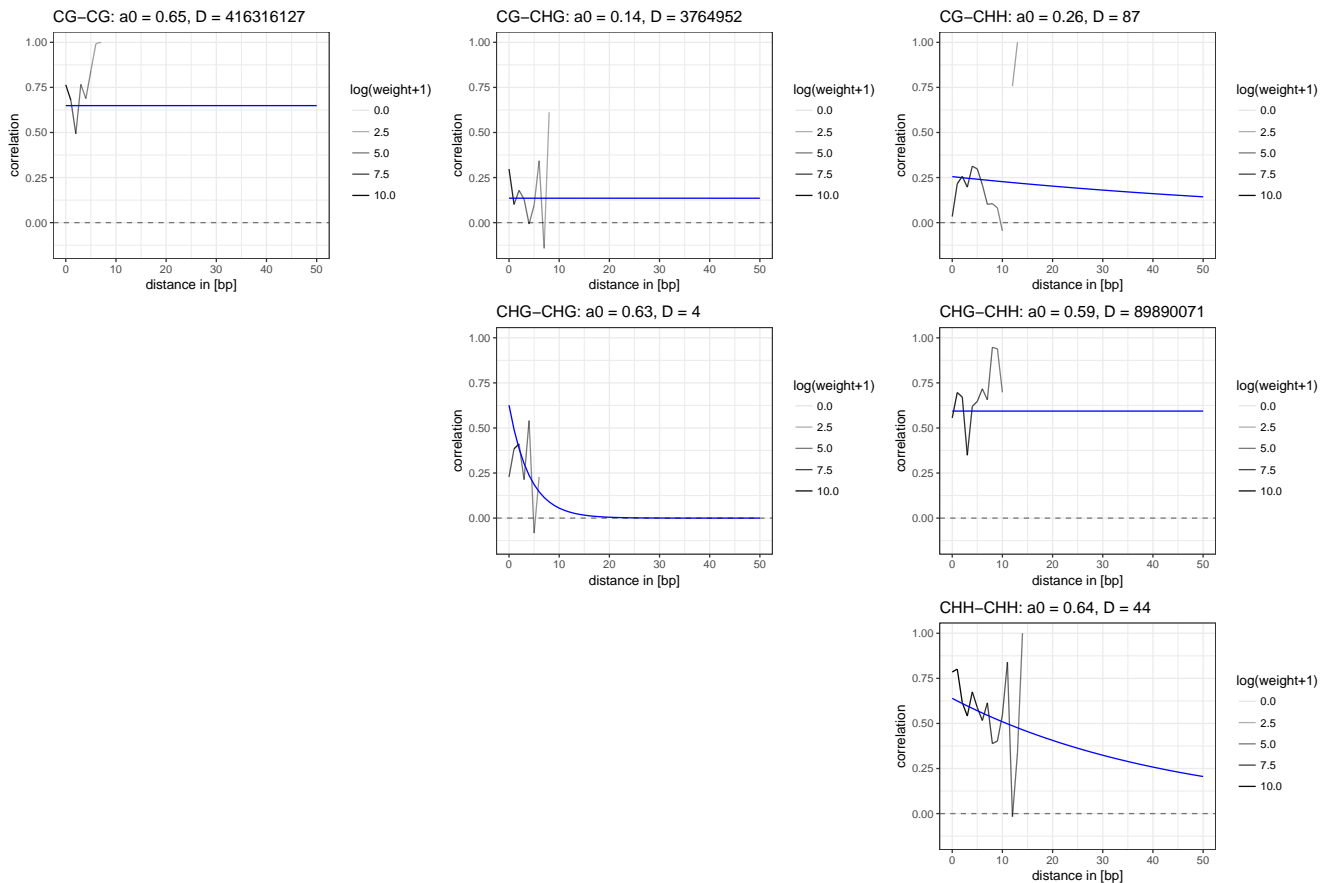 CG−CG: a0 = 0.65, D = 416316127
correlation
1.00
0.75
0.50
0.25
0.00
0 10 20 30 40 50
distance in [bp]
log(weight+1)
0.0
2.5
5.0
7.5
10.0
CG−CHG: a0 = 0.14, D = 3764952
correlation
1.00
0.75
0.50
0.25
0.00
0 10 20 30 40 50
distance in [bp]
log(weight+1)
0.0
2.5
5.0
7.5
10.0
CG−CHH: a0 = 0.26, D = 87
correlation
1.00
0.75
0.50
0.25
0.00
0 10 20 30 40 50
distance in [bp]
log(weight+1)
0.0
2.5
5.0
7.5
10.0
CHG−CHG: a0 = 0.63, D = 4
correlation
1.00
0.75
0.50
0.25
0.00
0 10 20 30 40 50
distance in [bp]
log(weight+1)
0.0
2.5
5.0
7.5
10.0
CHG−CHH: a0 = 0.59, D = 89890071
correlation
1.00
0.75
0.50
0.25
0.00
0 10 20 30 40 50
distance in [bp]
log(weight+1)
0.0
2.5
5.0
7.5
10.0
CHH−CHH: a0 = 0.64, D = 44
correlation
1.00
0.75
0.50
0.25
0.00
0 10 20 30 40 50
distance in [bp]
log(weight+1)
0.0
2.5
5.0
7.5
10.0